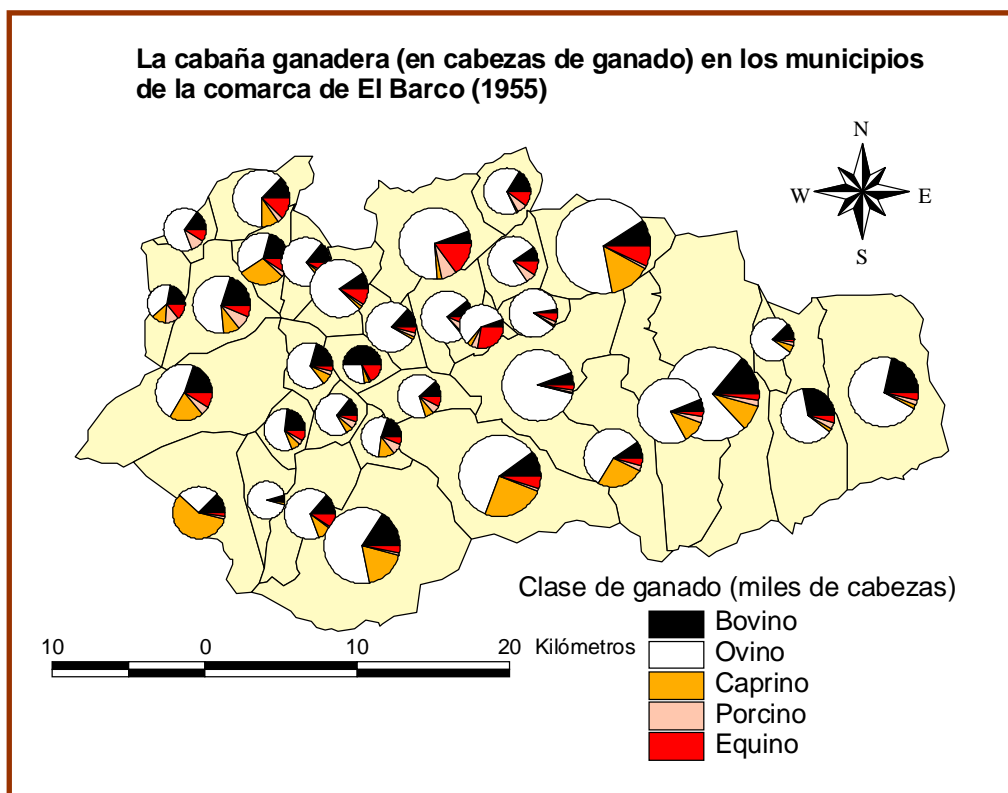 La cabaña ganadera (en cabezas de ganado) en los municipios
de la comarca de El Barco (1955)
N
W E
S
Clase de ganado (miles de cabezas)
Bovino
Ovino
Caprino
Porcino
Equino
10 0 10 20 Kilómetros